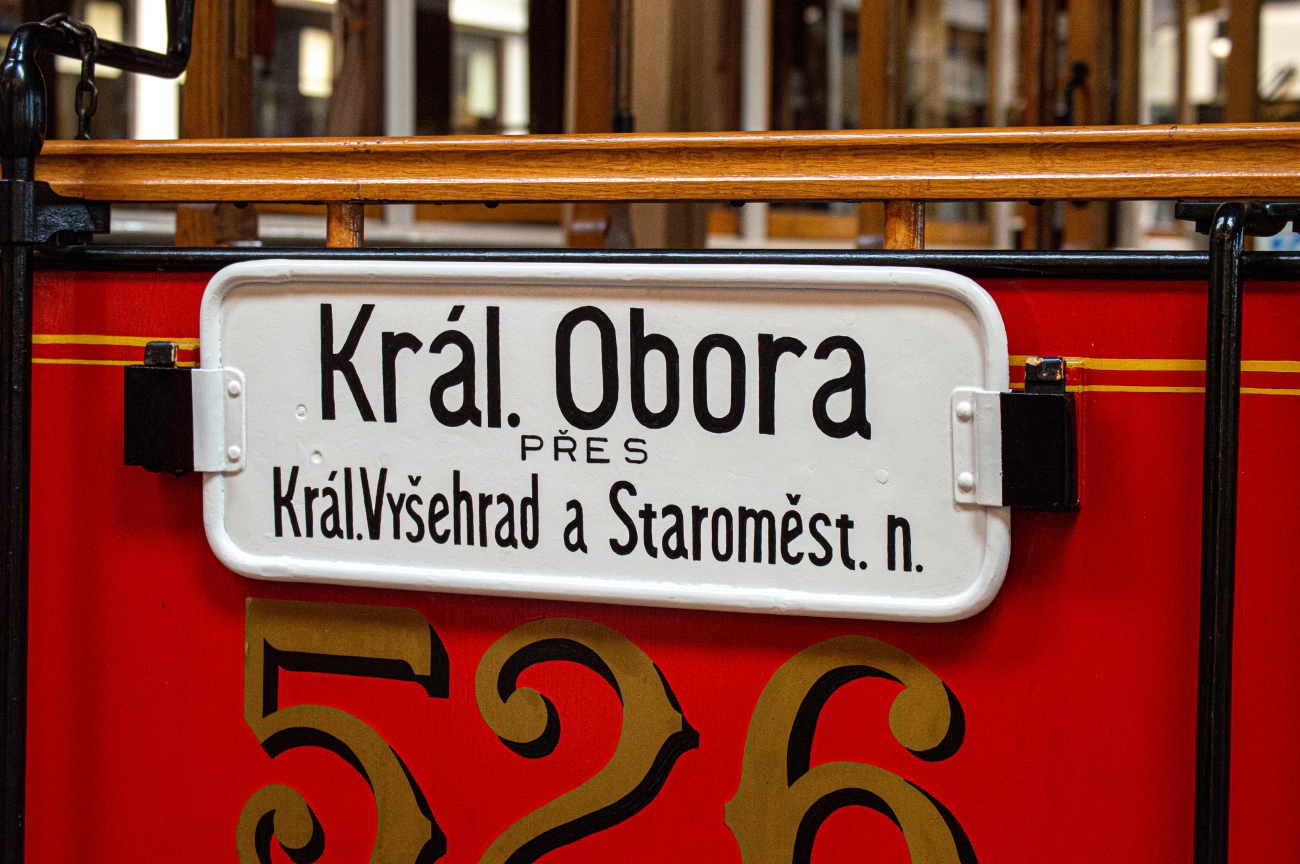 Král. Obora
PŘES
Král.Vyšehrad a Staroměst. n.
526